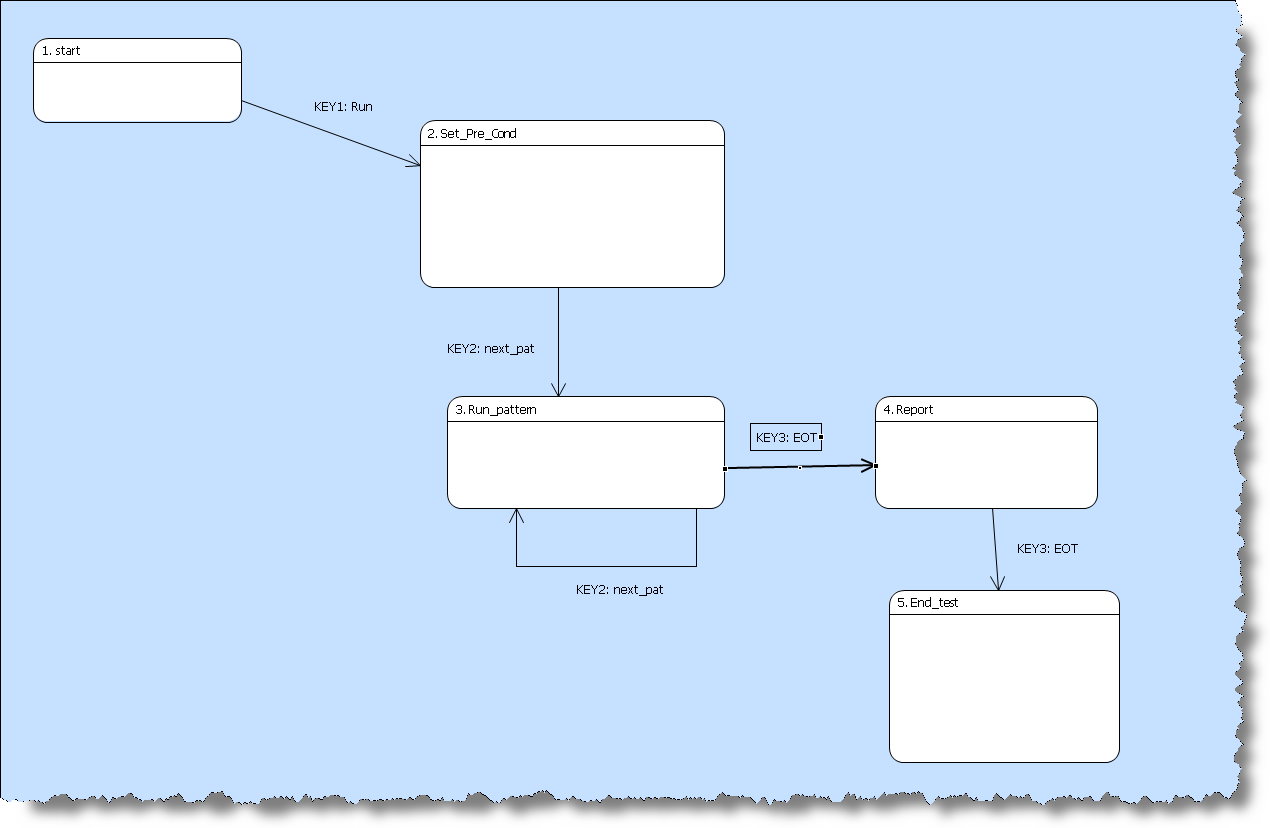 1. start
KEY1: Run
2. Set_Pre_Cond
KEY2: next_pat
3. Run_pattern
KEY3: EOT
4. Report
KEY2: next_pat
KEY3: EOT
5. End_test